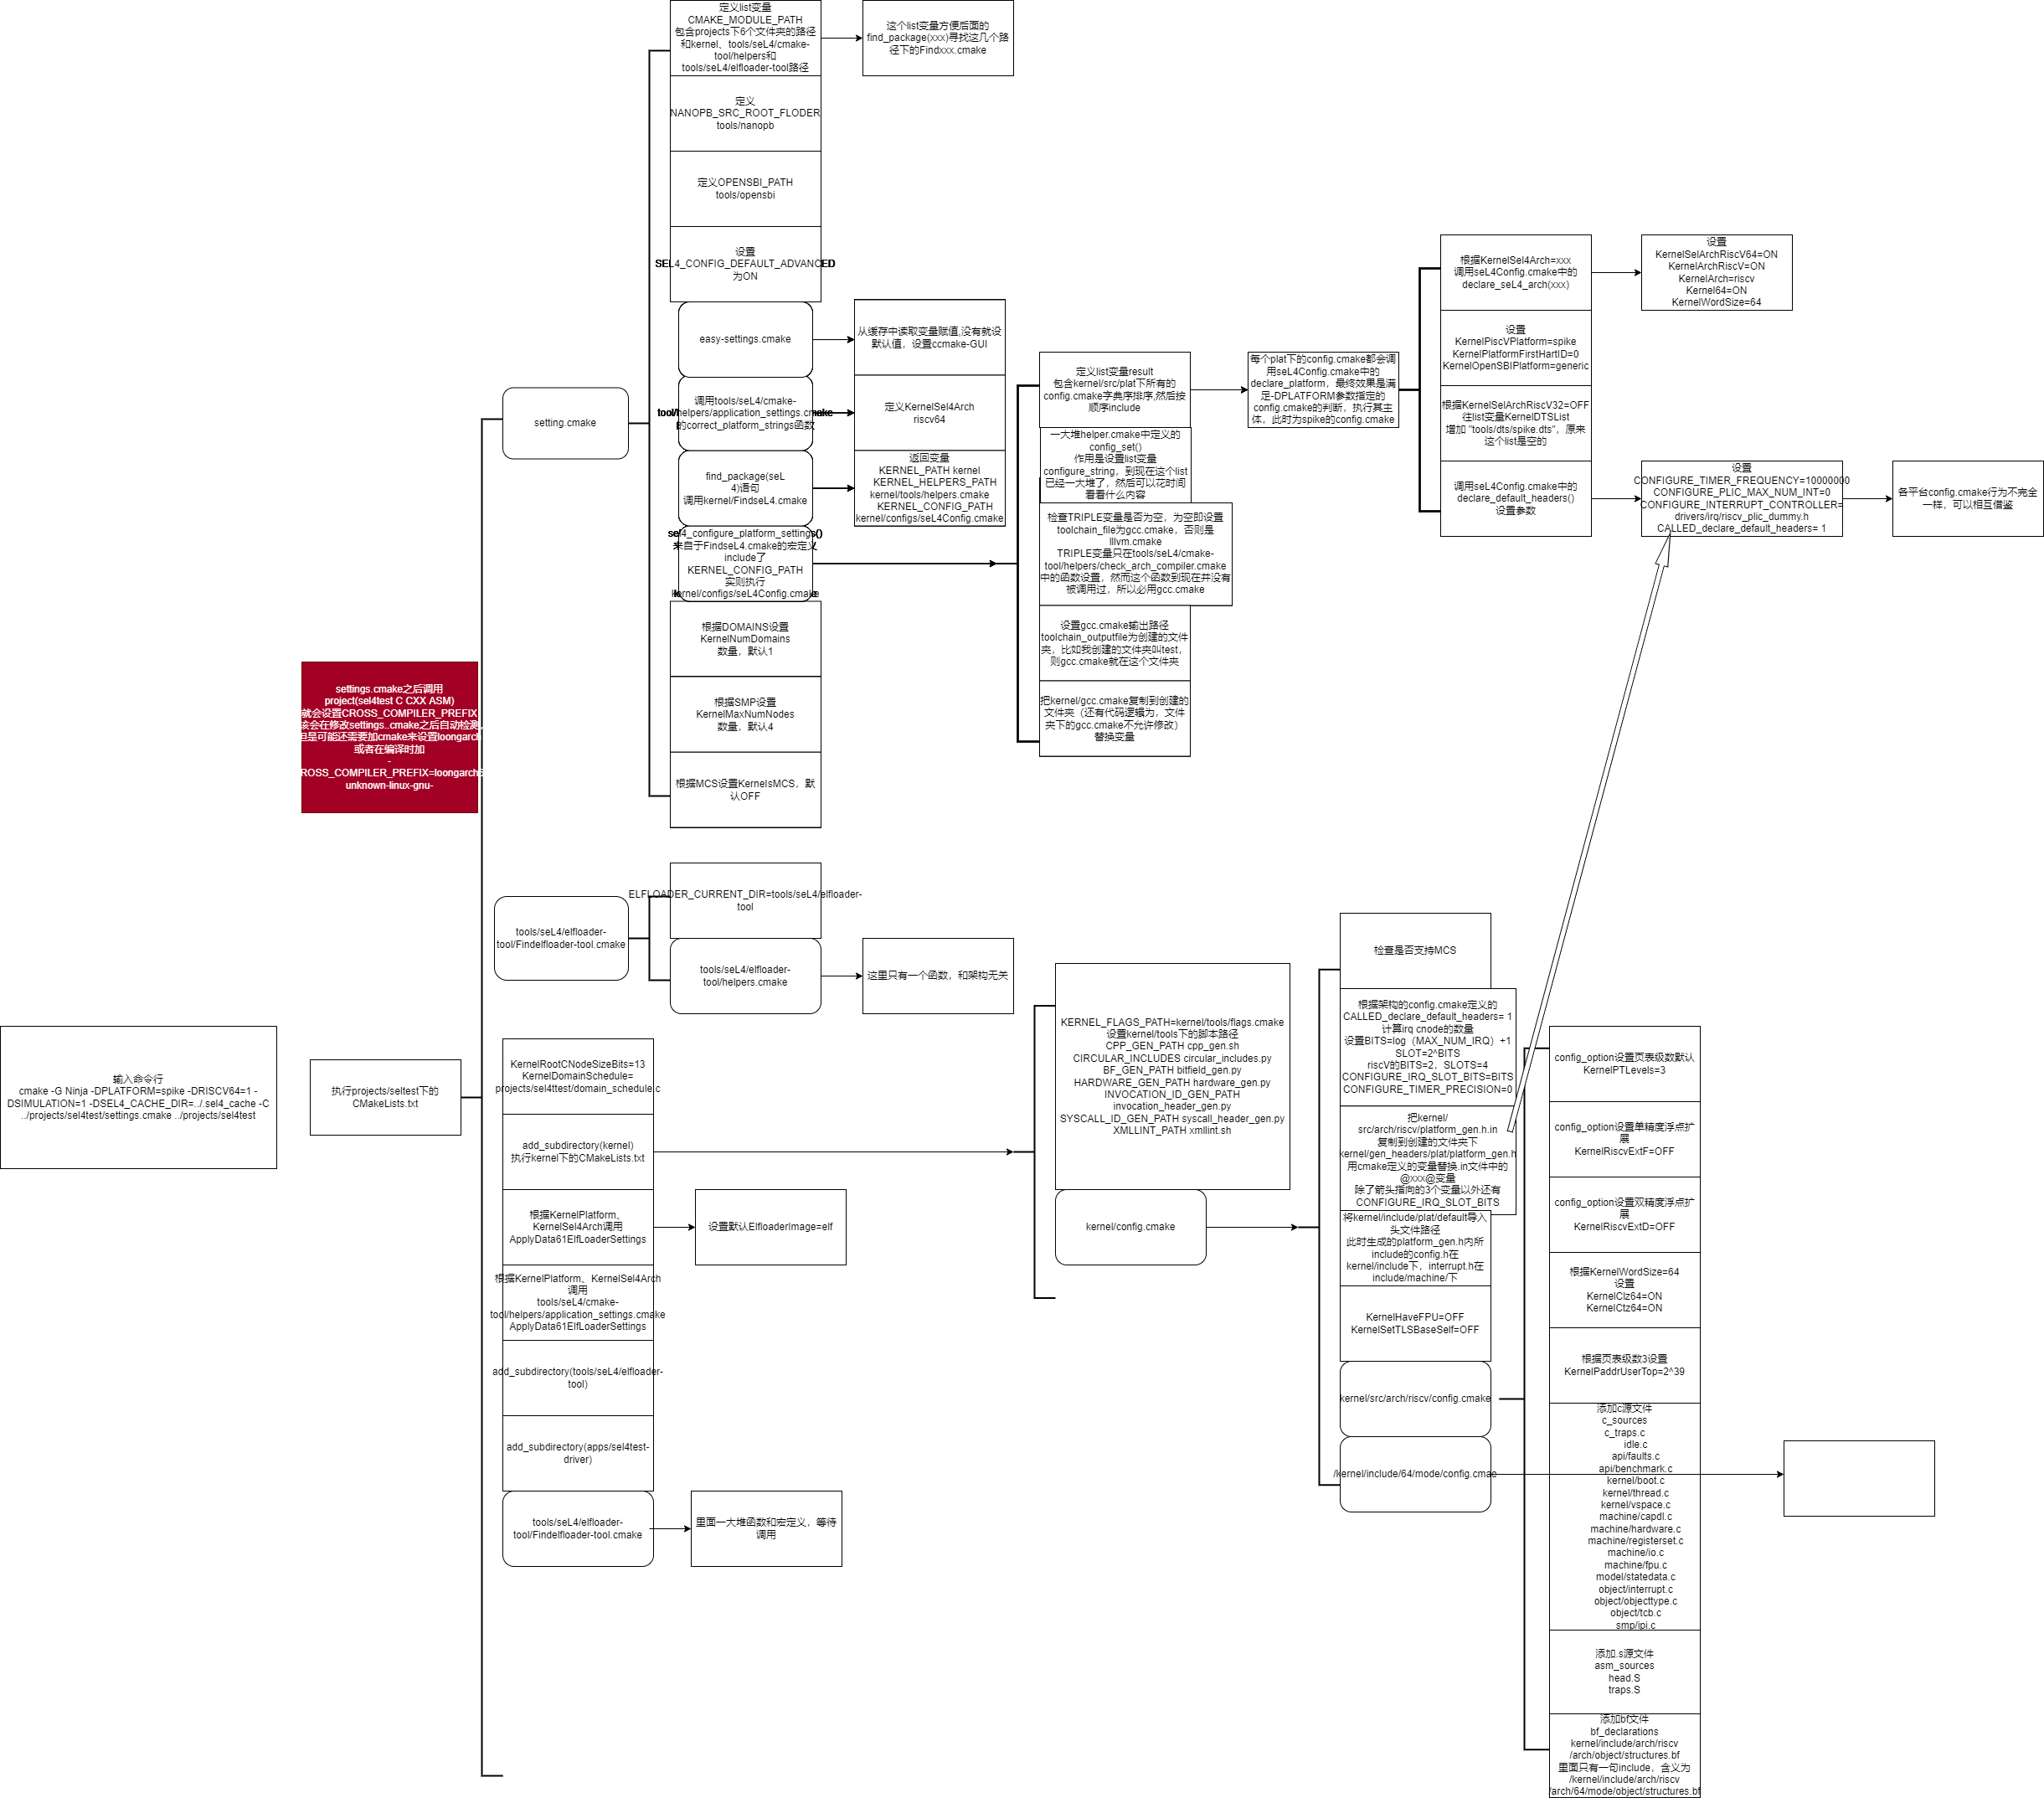 定义list变量
CMAKE_MODULE_PATH
包含projects下6个文件夹的路径
和kernel、tools/seL4/cmake-
tool/helpers和
tools/seL4/elfloader-tool路径
这个list变量方便后面的
find_package(xxx)寻找这几个路
径下的Findxxx.cmake
定义
NANOPB_SRC_ROOT_FLODER
tools/nanopb
定义OPENSBI_PATH
tools/opensbi
设置
SEL4_CONFIG_DEFAULT_ADVANCED
为ON
easy-settings.cmake
从缓存中读取变量赋值,没有就设
默认值，设置ccmake-GUI
调用tools/seL4/cmake-
tool/helpers/application_settings.cmake
的correct_platform_strings函数
定义KernelSel4Arch
riscv64
find_package(seL
4)语句
调用kernel/FindseL4.cmake
返回变量
KERNEL_PATH kernel
KERNEL_HELPERS_PATH
kernel/tools/helpers.cmake
KERNEL_CONFIG_PATH
kernel/configs/seL4Config.cmake
sel4_configure_platform_settings()
来自于FindseL4.cmake的宏定义
include了
KERNEL_CONFIG_PATH
实则执行
kernel/configs/seL4Config.cmake
根据DOMAINS设置
KernelNumDomains
数量，默认1
根据SMP设置
KernelMaxNumNodes
数量，默认4
根据MCS设置KernelsMCS，默
认OFF
setting.cmake
定义list变量result
包含kernel/src/plat下所有的
config.cmake字典序排序,然后按
顺序include
一大堆helper.cmake中定义的
config_set()
作用是设置list变量
configure_string，到现在这个list
已经一大堆了，然后可以花时间
看看什么内容
检查TRIPLE变量是否为空，为空即设置
toolchain_file为gcc.cmake，否则是
lllvm.cmake
TRIPLE变量只在tools/seL4/cmake-
tool/helpers/check_arch_compiler.cmake
中的函数设置，然而这个函数到现在并没有
被调用过，所以必用gcc.cmake
设置gcc.cmake输出路径
toolchain_outputfile为创建的文件
夹，比如我创建的文件夹叫test，
则gcc.cmake就在这个文件夹
把kernel/gcc.cmake复制到创建的
文件夹（还有代码逻辑为，文件
夹下的gcc.cmake不允许修改）
替换变量
每个plat下的config.cmake都会调
用seL4Config.cmake中的
declare_platform，最终效果是满
足-DPLATFORM参数指定的
config.cmake的判断，执行其主
体，此时为spike的config.cmake
根据KernelSel4Arch=xxx
调用seL4Config.cmake中的
declare_seL4_arch(xxx)
设置
KernelSelArchRiscV64=ON
KernelArchRiscV=ON
KernelArch=riscv
Kernel64=ON
KernelWordSize=64
设置
KernelPiscVPlatform=spike
KernelPlatformFirstHartID=0
KernelOpenSBIPlatform=generic
根据KernelSelArchRiscV32=OFF
往list变量KernelDTSList
增加 "tools/dts/spike.dts"，原来
这个list是空的
调用seL4Config.cmake中的
declare_default_headers()
设置参数
设置
CONFIGURE_TIMER_FREQUENCY=10000000
CONFIGURE_PLIC_MAX_NUM_INT=0
CONFIGURE_INTERRUPT_CONTROLLER=
drivers/irq/riscv_plic_dummy.h
CALLED_declare_default_headers= 1
各平台config.cmake行为不完全
一样，可以相互借鉴
settings.cmake之后调用
project(sel4test C CXX ASM)
就会设置CROSS_COMPILER_PREFIX
该会在修改settings..cmake之后自动检测,
但是可能还需要加cmake来设置loongarch
或者在编译时加
-
ROSS_COMPILER_PREFIX=loongarch6
unknown-linux-gnu-
输入命令行
cmake -G Ninja -DPLATFORM=spike -DRISCV64=1 -
DSIMULATION=1 -DSEL4_CACHE_DIR=../.sel4_cache -C
../projects/sel4test/settings.cmake ../projects/sel4test
执行projects/seltest下的
CMakeLists.txt
tools/seL4/elfloader-
tool/Findelfloader-tool.cmake
ELFLOADER_CURRENT_DIR=tools/seL4/elfloader-
tool
tools/seL4/elfloader-
tool/helpers.cmake
这里只有一个函数，和架构无关
KernelRootCNodeSizeBits=13
KernelDomainSchedule=
projects/sel4ttest/domain_schedule.c
add_subdirectory(kernel)
执行kernel下的CMakeLists.txt
根据KernelPlatform、
KernelSel4Arch调用
ApplyData61ElfLoaderSettings
设置默认ElfloaderImage=elf
根据KernelPlatform、KernelSel4Arch
调用
tools/seL4/cmake-
tool/helpers/application_settings.cmake
ApplyData61ElfLoaderSettings
add_subdirectory(tools/seL4/elfloader-
tool)
add_subdirectory(apps/sel4test-
driver)
tools/seL4/elfloader-
tool/Findelfloader-tool.cmake
里面一大堆函数和宏定义，等待
调用
KERNEL_FLAGS_PATH=kernel/tools/flags.cmake
设置kernel/tools下的脚本路径
CPP_GEN_PATH cpp_gen.sh
CIRCULAR_INCLUDES circular_includes.py
BF_GEN_PATH bitfield_gen.py
HARDWARE_GEN_PATH hardware_gen.py
INVOCATION_ID_GEN_PATH
invocation_header_gen.py
SYSCALL_ID_GEN_PATH syscall_header_gen.py
XMLLINT_PATH xmllint.sh
kernel/config.cmake
检查是否支持MCS
根据架构的config.cmake定义的
CALLED_declare_default_headers= 1
计算irq cnode的数量
设置BITS=log（MAX_NUM_IRQ）+1
SLOT=2^BITS
riscV的BITS=2，SLOTS=4
CONFIGURE_IRQ_SLOT_BITS=BITS
CONFIGURE_TIMER_PRECISION=0
把kernel/
src/arch/riscv/platform_gen.h.in
复制到创建的文件夹下
kernel/gen_headers/plat/platform_gen.h
用cmake定义的变量替换.in文件中的
@xxx@变量
除了箭头指向的3个变量以外还有
CONFIGURE_IRQ_SLOT_BITS
将kernel/include/plat/default导入
头文件路径
此时生成的platform_gen.h内所
include的config.h在
kernel/include下，interrupt.h在
include/machine/下
KernelHaveFPU=OFF
KernelSetTLSBaseSelf=OFF
kernel/src/arch/riscv/config.cmake
/kernel/include/64/mode/config.cmae
config_option设置页表级数默认
KernelPTLevels=3
config_option设置单精度浮点扩
展
KernelRiscvExtF=OFF
config_option设置双精度浮点扩
展
KernelRiscvExtD=OFF
根据KernelWordSize=64
设置
KernelClz64=ON
KernelCtz64=ON
根据页表级数3设置
KernelPaddrUserTop=2^39
添加c源文件
c_sources
c_traps.c
idle.c
api/faults.c
api/benchmark.c
kernel/boot.c
kernel/thread.c
kernel/vspace.c
machine/capdl.c
machine/hardware.c
machine/registerset.c
machine/io.c
machine/fpu.c
model/statedata.c
object/interrupt.c
object/objecttype.c
object/tcb.c
smp/ipi.c
添加.s源文件
asm_sources
head.S
traps.S
添加bf文件
bf_declarations
kernel/include/arch/riscv
/arch/object/structures.bf
里面只有一句include，含义为
/kernel/include/arch/riscv
/arch/64/mode/object/structures.bf